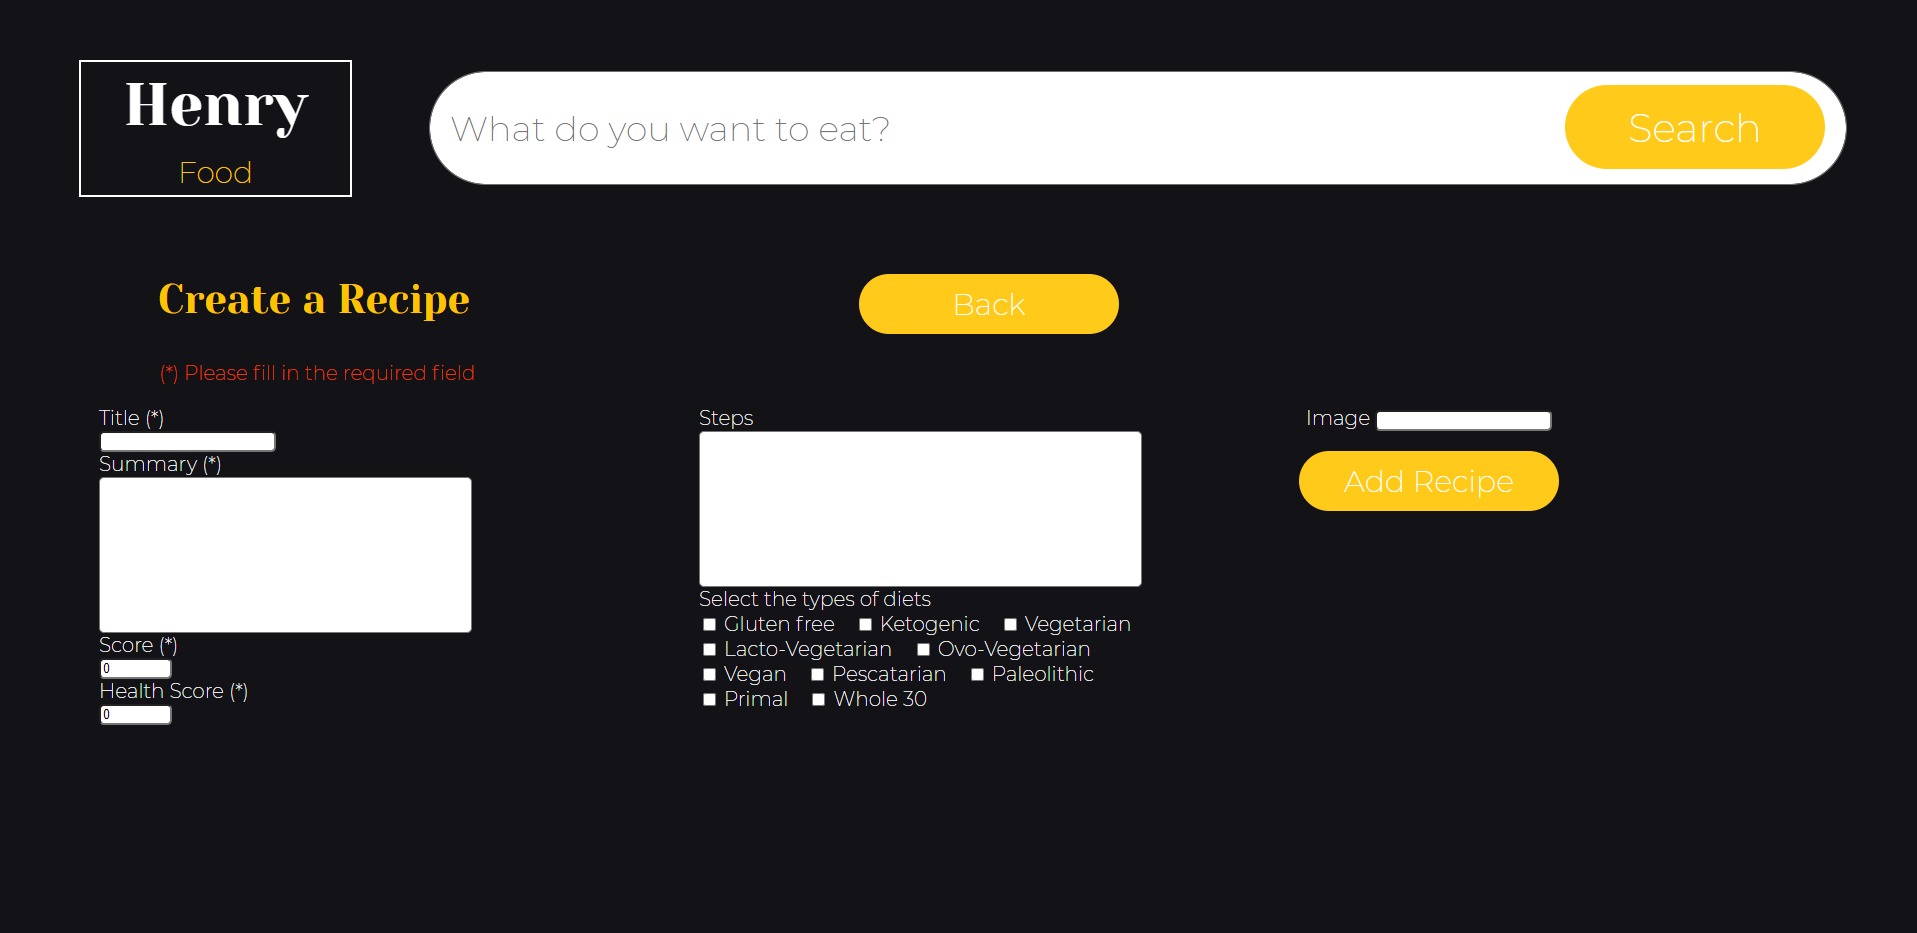 Henry
Food
What do you want to eat?
Search
Create a Recipe
Back
(*) Please fill in the required field
Title (*)
Summary (*)
Score (*)
0
Health Score (*)
0
Steps
Select the types of diets
Gluten free Ketogenic Vegetarian
Lacto-Vegetarian Ovo-Vegetarian
Vegan Pescatarian Paleolithic
Primal Whole 30
Image
Add Recipe